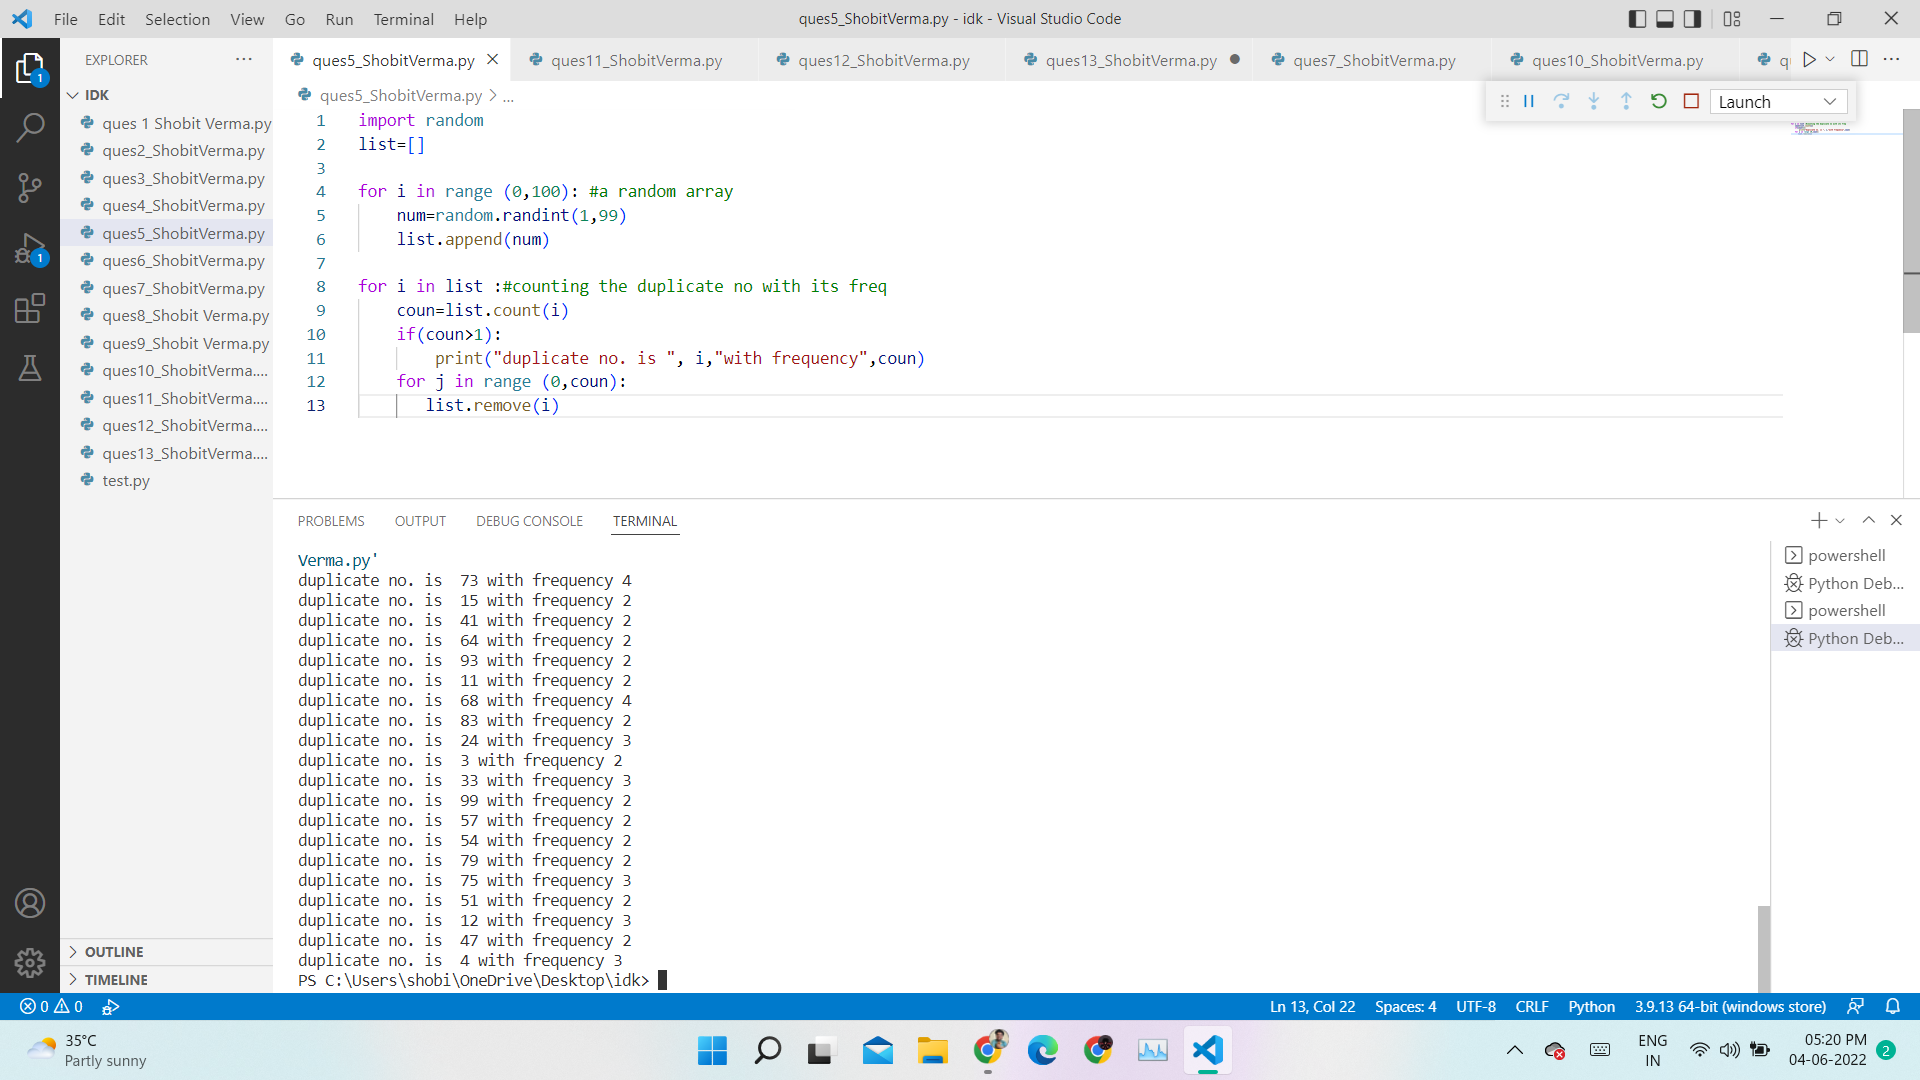 File Edit Selection View Go Run Terminal Help
ques5_ShobitVerma.py - idk - Visual Studio Code
EXPLORER
IDK
ques 1 Shobit Verma.py
ques2_ShobitVerma.py
ques3_ShobitVerma.py
ques4_ShobitVerma.py
ques5_ShobitVerma.py
ques6_ShobitVerma.py
ques7_ShobitVerma.py
ques8_Shobit Verma.py
ques9_Shobit Verma.py
ques10_ShobitVerma....
ques11_ShobitVerma....
ques12_ShobitVerma....
ques13_ShobitVerma....
test.py
OUTLINE
TIMELINE
1
1
ques5_ShobitVerma.py ques11_ShobitVerma.py ques12_ShobitVerma.py ques13_ShobitVerma.py ques7_ShobitVerma.py ques10_ShobitVerma.py q
ques5_ShobitVerma.py > ...
Launch
1 import random
2 list=[]
3
4 for i in range (0,100): #a random array
5 num=random.randint(1,99)
6 list.append(num)
7
8 for i in list :#counting the duplicate no with its freq
9 coun=list.count(i)
10 if(coun>1):
11 print("duplicate no. is ", i,"with frequency",coun)
12 for j in range (0,coun):
13 list.remove(i)
PROBLEMS OUTPUT DEBUG CONSOLE TERMINAL
Verma.py'
duplicate no. is  73 with frequency 4
duplicate no. is  15 with frequency 2
duplicate no. is  41 with frequency 2
duplicate no. is  64 with frequency 2
duplicate no. is  93 with frequency 2
duplicate no. is  11 with frequency 2
duplicate no. is  68 with frequency 4
duplicate no. is  83 with frequency 2
duplicate no. is  24 with frequency 3
duplicate no. is  3 with frequency 2
duplicate no. is  33 with frequency 3
duplicate no. is  99 with frequency 2
duplicate no. is  57 with frequency 2
duplicate no. is  54 with frequency 2
duplicate no. is  79 with frequency 2
duplicate no. is  75 with frequency 3
duplicate no. is  51 with frequency 2
duplicate no. is  12 with frequency 3
duplicate no. is  47 with frequency 2
duplicate no. is  4 with frequency 3
PS C:\Users\shobi\OneDrive\Desktop\idk>
powershell
Python Deb...
powershell
Python Deb...
0 0 Ln 13, Col 22 Spaces: 4 UTF-8 CRLF Python 3.9.13 64-bit (windows store)
35°C
Partly sunny
ENG
IN
05:20 PM
04-06-2022
2